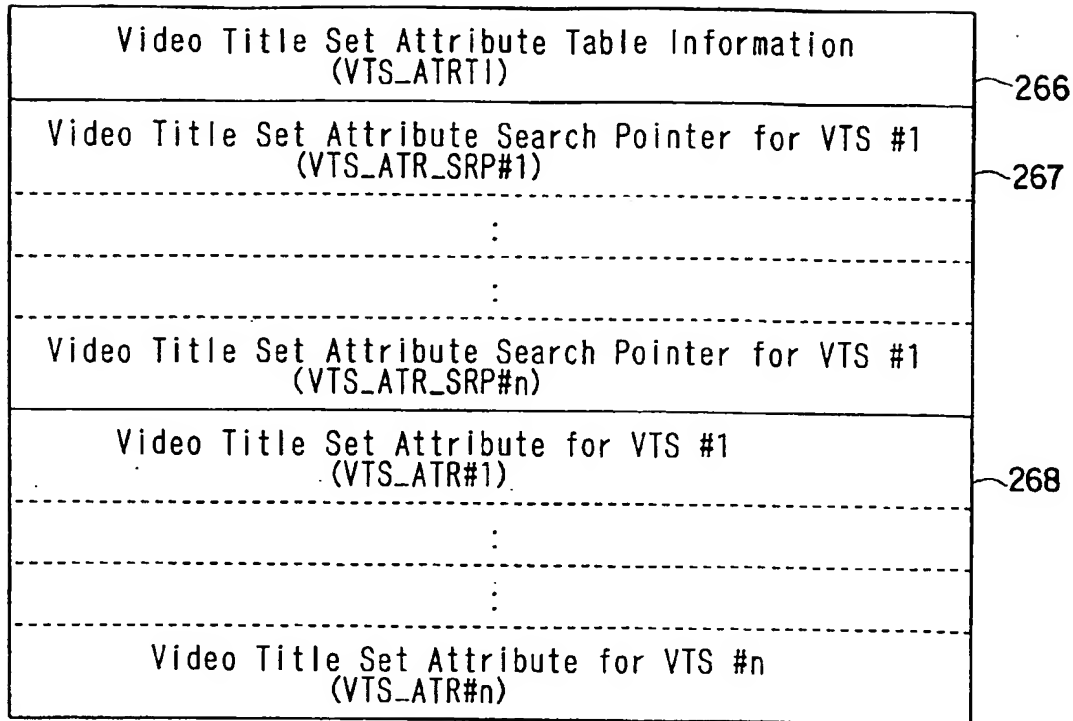 Video Title Set Attribute Table Information
(VTS_ATRTI)
266
Video Title Set Attribute Search Pointer for VTS #1
(VTS_ATR_SRP#1)
267
:
:
Video Title Set Attribute Search Pointer for VTS #1
(VTS_ATR_SRP#n)
Video Title Set Attribute for VTS #1
(VTS_ATR#1)
268
:
:
Video Title Set Attribute for VTS #n
(VTS_ATR#n)